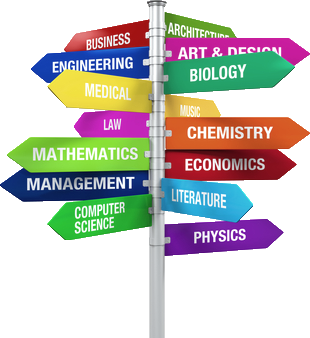 ARCHITECTURE
BUSINESS
ART & DESIGN
ENGINEERING
BIOLOGY
MEDICAL
MUSIC
LAW
CHEMISTRY
MATHEMATICS
ECONOMICS
MANAGEMENT
LITERATURE
COMPUTER
SCIENCE
PHYSICS